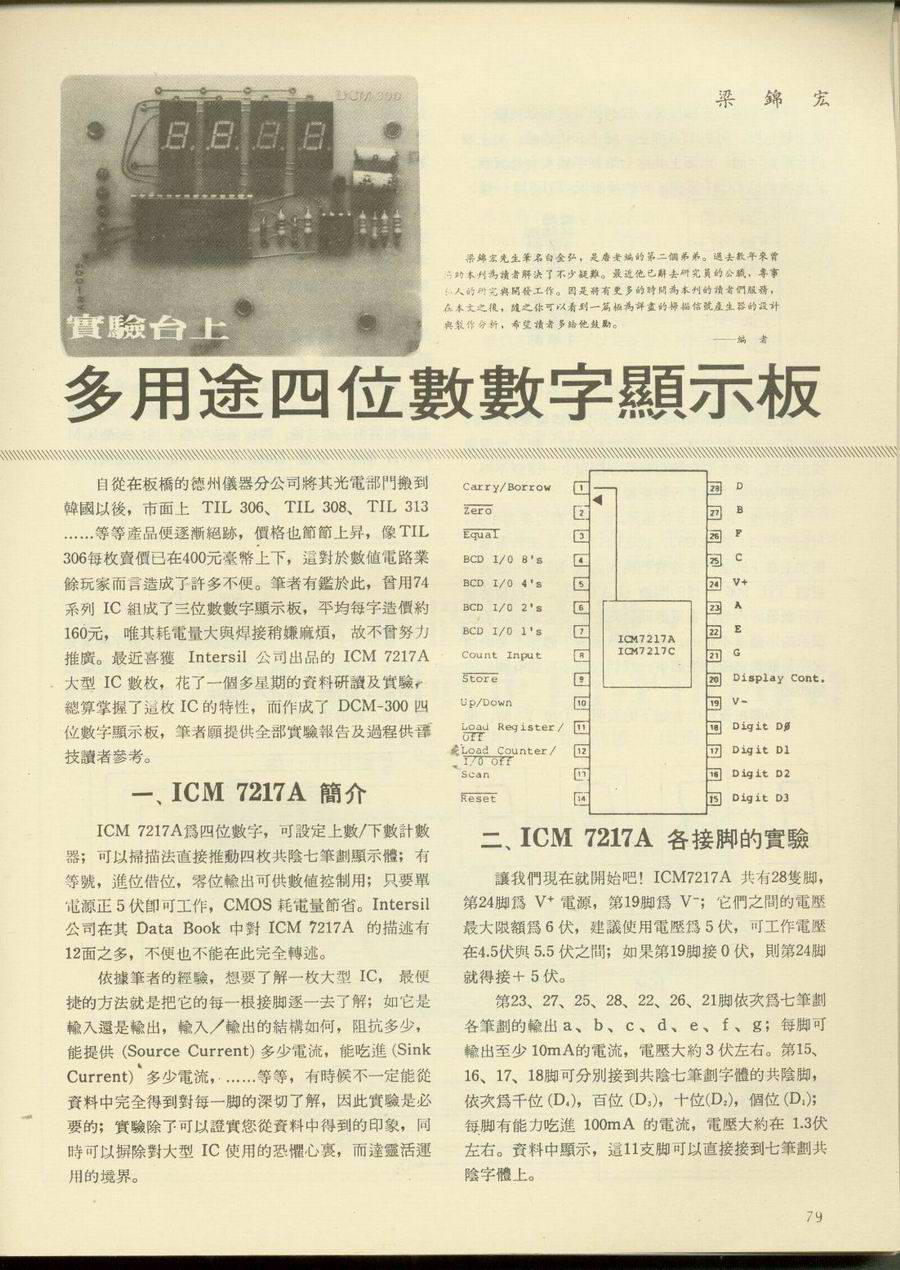 DCM 300
實驗台上
梁錦宏
梁錦宏先生筆名白金弘，是唐老編的第二個弟弟。過去數年來曾
助本刊為讀者解決了不少疑難。最近他已辭去研究員的公職，專事
人的研究與開發工作。因是將有更多的時間為本刊的讀者們服務，
在本文之後，隨之你可以看到一篇極為詳盡的掃描信號產生器的設計
與製作分析，希望讀者多給他鼓勵。
——編　者
多用途四位數數字顯示板
自從在板橋的德州儀器分公司將其光電部門搬到
韓國以後，市面上 TIL 306、 TIL 308、 TIL 313
……等等產品便逐漸絕跡，價格也節節上昇，像TIL
306每枚賣價已在400元臺幣上下，這對於數値電路業
餘玩家而言造成了許多不便。筆者有鑑於此，曾用74
系列 IC 組成了三位數數字顯示板，平均每字造價約
160元， 唯其耗電量大與焊接稍嫌麻煩， 故不曾努力
推廣。最近喜獲 Intersil 公司出品的 ICM 7217A
大型 IC 數枚，花了一個多星期的資料研讀及實驗，
總算掌握了這枚 IC 的特性，而作成了 DCM-300 四
位數字顯示板，筆者願提供全部實驗報告及過程供
技讀者參考。
一、ICM 7217A 簡介
ICM 7217A爲四位數字，可設定上數/下數計數
器；可以掃描法直接推動四枚共陰七筆劃顯示體；有
等號，進位借位，零位輸出可供數値控制用；只要單
電源正 5 伏卽可工作，CMOS 耗電量節省。Intersil
公司在其 Data Book 中對 ICM 7217A 的描述有
12面之多，不便也不能在此完全轉述。
依據筆者的經驗，想要了解一枚大型 IC， 最便
捷的方法就是把它的每一根接脚逐一去了解；如它是
輸入還是輸出，輸入／輸出的結構如何，阻抗多少，
能提供 (Source Current) 多少電流，能吃進 (Sink
Current) 多少電流，……等等，有時候不一定能從
資料中完全得到對每一脚的深切了解，因此實驗是必
要的；實驗除了可以證實您從資料中得到的印象，同
時可以摒除對大型 IC 使用的恐懼心裏，而達靈活運
用的境界。
Carry/Borrow 1 28 D
Zero 2 27 B
Equal 3 26 F
BCD I/O 8's 4 25 C
BCD I/O 4's 5 24 V+
BCD I/O 2's 6 23 A
BCD I/O 1's 7 22 E
ICM7217A
ICM7217C
Count Input 8 21 G
Store 9 20 Display Cont.
Up/Down 10 19 V-
Load Register/ 11 18 Digit DØ
Off
Load Counter/ 12 17 Digit D1
I/O Off
Scan 13 16 Digit D2
Reset 14 15 Digit D3
二、ICM 7217A 各接脚的實驗
讓我們現在就開始吧！ICM7217A 共有28隻脚，
第24脚爲 V⁺ 電源，第19脚爲 V⁻；它們之間的電壓
最大限額爲 6 伏，建議使用電壓爲 5 伏，可工作電壓
在4.5伏與 5.5 伏之間；如果第19脚接 0 伏，則第24脚
就得接＋ 5 伏。
第23、27、25、28、22、26、21脚依次爲七筆劃
各筆劃的輸出 a、b、c、d、e、f、g；每脚可
輸出至少 10mA的電流，電壓大約 3 伏左右。第15、
16、17、18脚可分別接到共陰七筆劃字體的共陰脚，
依次爲千位 (D₄)，百位 (D₃)，十位(D₂)，個位 (D₁)；
每脚有能力吃進 100mA 的電流，電壓大約在 1.3伏
左右。資料中顯示，這11支脚可以直接接到七筆劃共
陰字體上。
79